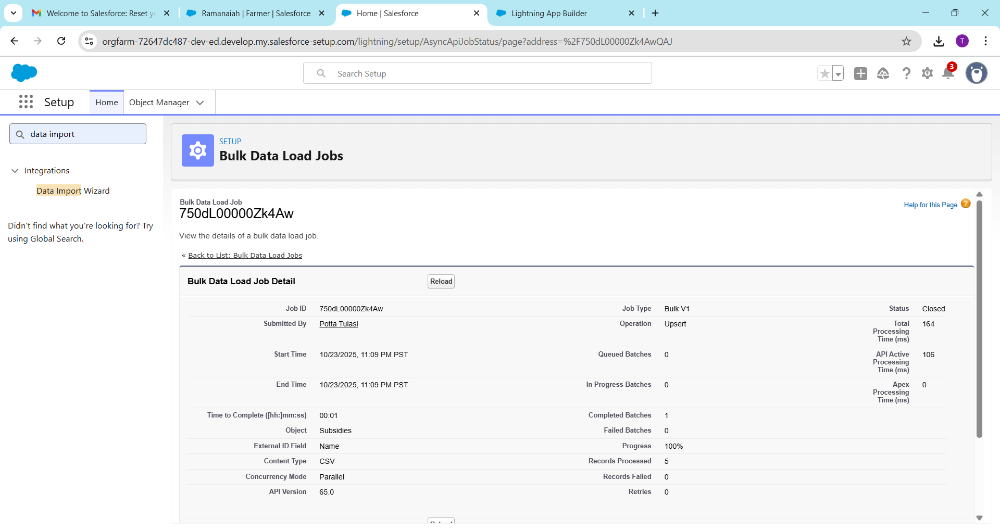 Welcome to Salesforce: Reset yo
Ramanaiah | Farmer | Salesforce
Home | Salesforce
Lightning App Builder
orgfarm-72647dc487-dev-ed.develop.my.salesforce-setup.com/lightning/setup/AsyncApiJobStatus/page?address=%2F750dL00000Zk4AwQAJ
T
Search Setup
3
Setup
Home
Object Manager
data import
Integrations
Data Import Wizard
Didn't find what you're looking for? Try
using Global Search.
SETUP
Bulk Data Load Jobs
Bulk Data Load Job
750dL00000Zk4Aw
Help for this Page ?
View the details of a bulk data load job.
« Back to List: Bulk Data Load Jobs
Bulk Data Load Job Detail
Reload
Job ID 750dL00000Zk4Aw Job Type Bulk V1 Status Closed
Submitted By Potta Tulasi Operation Upsert Total Processing Time (ms) 164
Start Time 10/23/2025, 11:09 PM PST Queued Batches 0 API Active Processing Time (ms) 106
End Time 10/23/2025, 11:09 PM PST In Progress Batches 0 Apex Processing Time (ms) 0
Time to Complete ([hh:]mm:ss) 00:01 Completed Batches 1
Object Subsidies Failed Batches 0
External ID Field Name Progress 100%
Content Type CSV Records Processed 5
Concurrency Mode Parallel Records Failed 0
API Version 65.0 Retries 0
Reload